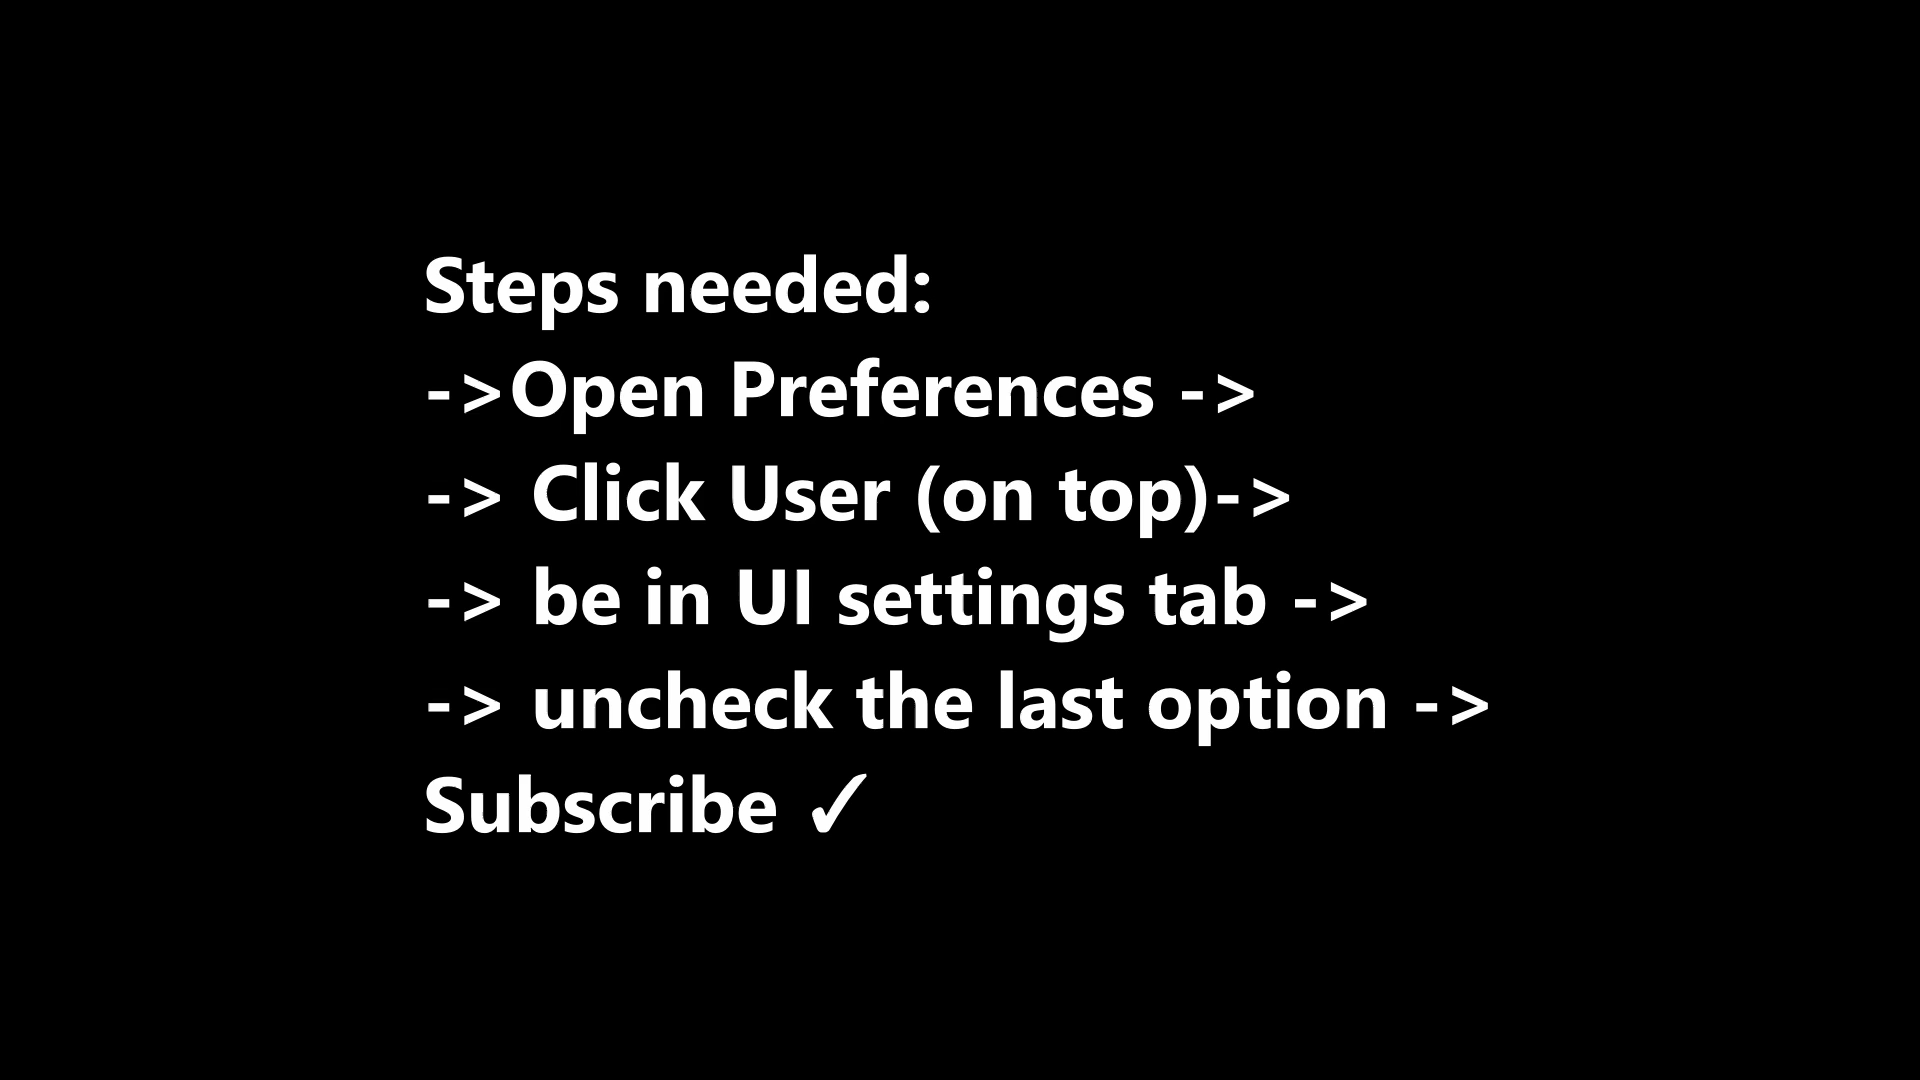 Steps needed:
->Open Preferences ->
-> Click User (on top)->
-> be in UI settings tab ->
-> uncheck the last option ->
Subscribe ✓